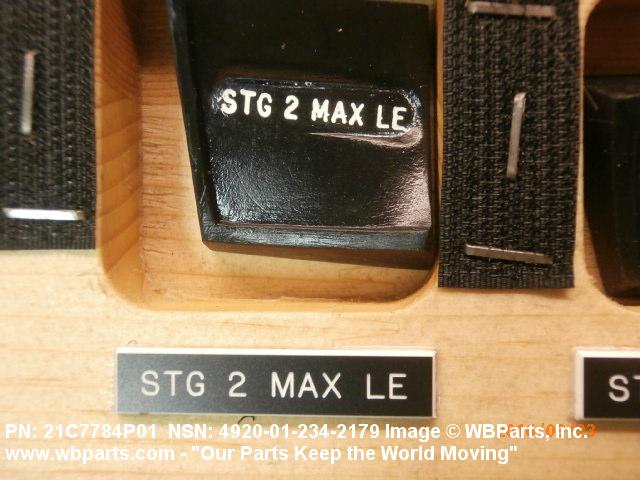 STG 2 MAX LE
STG 2 MAX LE
ST
PN: 21C7784P01 NSN: 4920-01-234-2179 Image © WBParts, Inc.
www.wbparts.com - "Our Parts Keep the World Moving"